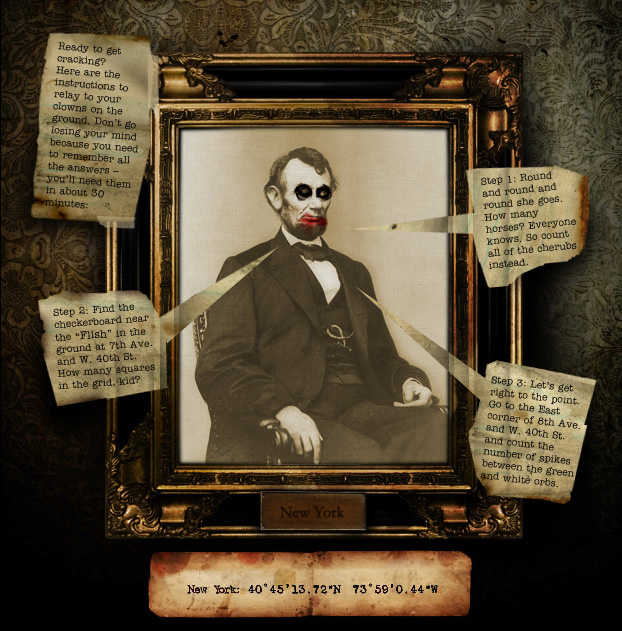 Ready to get
cracking?
Here are the
instructions to
relay to your
clowns on the
ground. Don't go
losing your mind
because you need
to remember all
the answers –
you'll need them
in about 30
minutes:
Step 1: Round
and round and
round she goes.
How many
horses? Everyone
knows. So count
all of the cherubs
instead.
Step 2: Find the
checkerboard near
the "Flish" in the
ground at 7th Ave.
and W. 40th St.
How many squares
in the grid, kid?
Step 3: Let's get
right to the point.
Go to the East
corner of 8th Ave.
and W. 40th St.
and count the
number of spikes
between the green
and white orbs.
New York
New York: 40°45'13.72"N 73°59'0.44"W